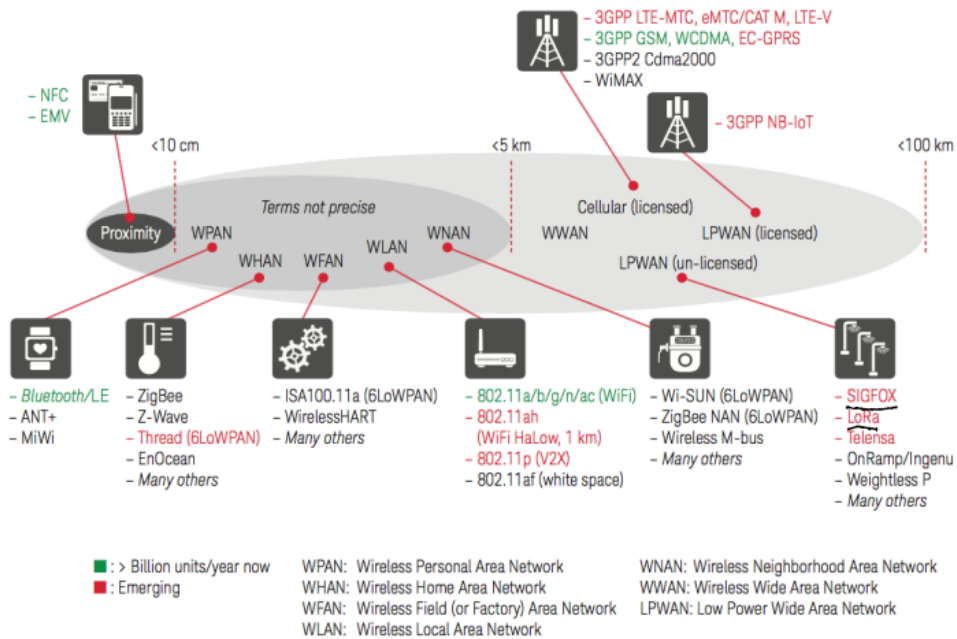 – 3GPP LTE-MTC, eMTC/CAT M, LTE-V
– 3GPP GSM, WCDMA, EC-GPRS
– 3GPP2 Cdma2000
– WiMAX
– NFC
– EMV
– 3GPP NB-IoT
<10 cm
<5 km
<100 km
Terms not precise
Cellular (licensed)
Proximity
WPAN
WHAN
WFAN
WLAN
WNAN
WWAN
LPWAN (licensed)
LPWAN (un-licensed)
– Bluetooth/LE
– ANT+
– MiWi
– ZigBee
– Z-Wave
– Thread (6LoWPAN)
– EnOcean
– Many others
– ISA100.11a (6LoWPAN)
– WirelessHART
– Many others
– 802.11a/b/g/n/ac (WiFi)
– 802.11ah
(WiFi HaLow, 1 km)
– 802.11p (V2X)
– 802.11af (white space)
– Wi-SUN (6LoWPAN)
– ZigBee NAN (6LoWPAN)
– Wireless M-bus
– Many others
– SIGFOX
– LoRa
– Telensa
– OnRamp/Ingenu
– Weightless P
– Many others
: > Billion units/year now
: Emerging
WPAN: Wireless Personal Area Network
WHAN: Wireless Home Area Network
WFAN: Wireless Field (or Factory) Area Network
WLAN: Wireless Local Area Network
WNAN: Wireless Neighborhood Area Network
WWAN: Wireless Wide Area Network
LPWAN: Low Power Wide Area Network